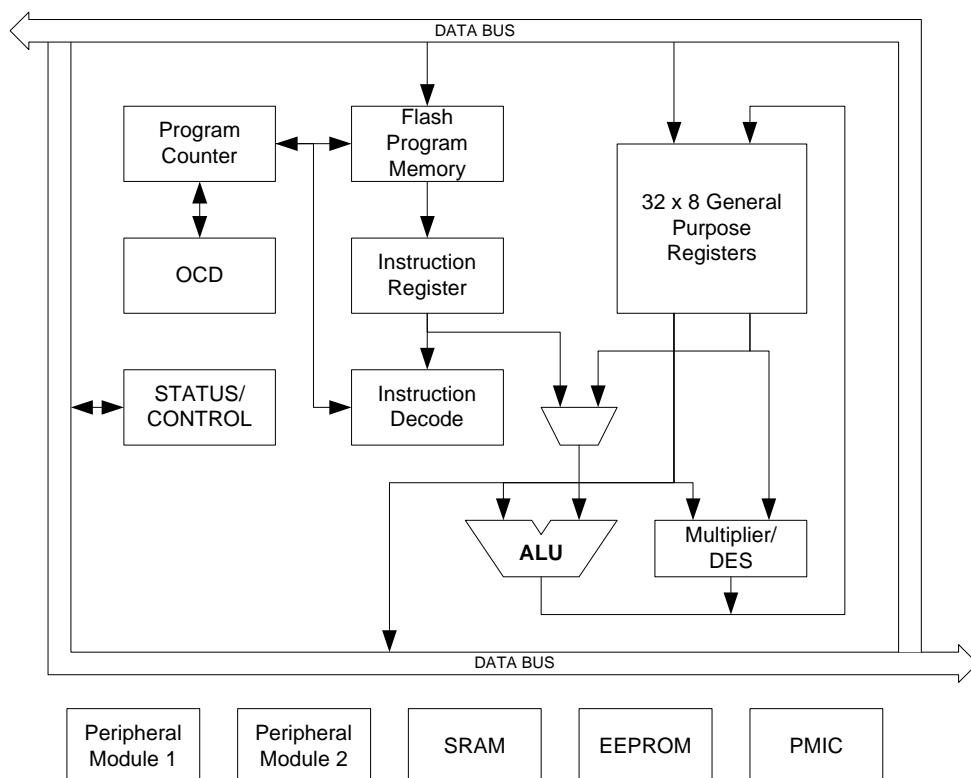 DATA BUS
Program
Counter
Flash
Program
Memory
32 x 8 General
Purpose
Registers
OCD
Instruction
Register
STATUS/
CONTROL
Instruction
Decode
ALU
Multiplier/
DES
DATA BUS
Peripheral
Module 1
Peripheral
Module 2
SRAM
EEPROM
PMIC